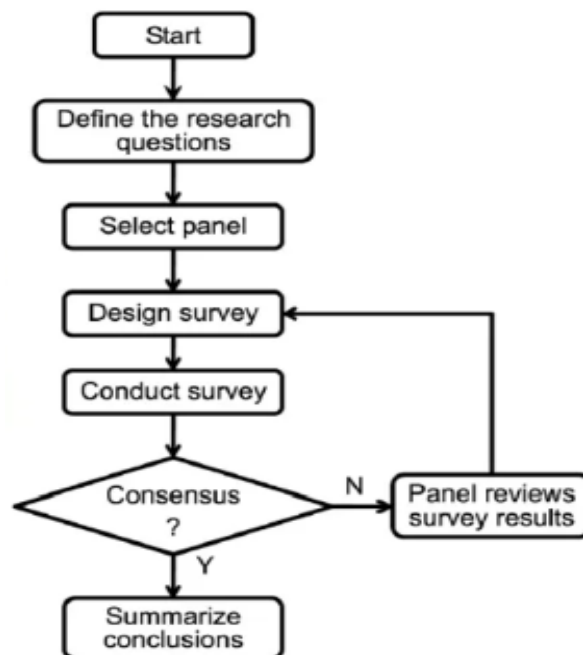 Start
Define the research
questions
Select panel
Design survey
Conduct survey
Consensus
?
N
Panel reviews
survey results
Y
Summarize
conclusions